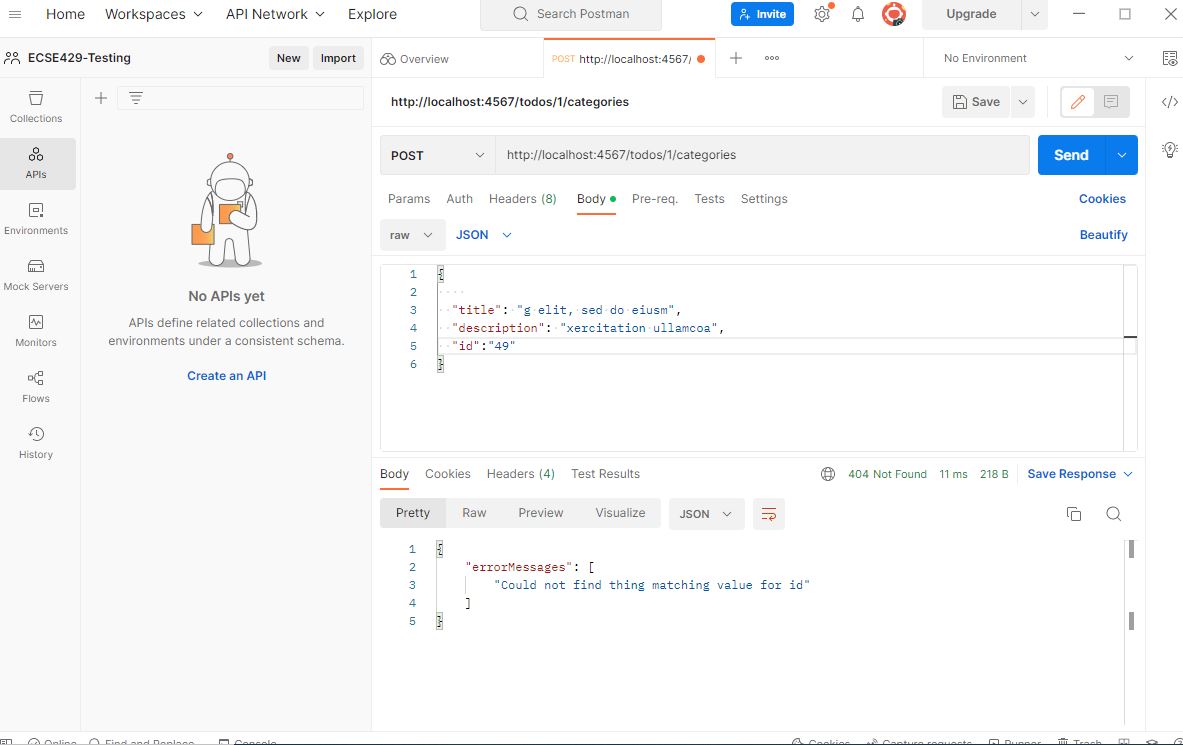 Home Workspaces API Network Explore Search Postman Invite Upgrade
ECSE429-Testing New Import Overview POST http://localhost:4567/ No Environment
Collections
APIs
Environments
Mock Servers
Monitors
Flows
History
No APIs yet
APIs define related collections and
environments under a consistent schema.
Create an API
http://localhost:4567/todos/1/categories Save
POST http://localhost:4567/todos/1/categories Send
Params Auth Headers (8) Body Pre-req. Tests Settings Cookies
raw JSON Beautify
1 {
2
3 "title": "g elit, sed do eiusm",
4 "description": "xercitation ullamcoa",
5 "id":"49"
6 }
Body Cookies Headers (4) Test Results 404 Not Found 11 ms 218 B Save Response
Pretty Raw Preview Visualize JSON
1 {
2 "errorMessages": [
3 "Could not find thing matching value for id"
4 ]
5 }
Online Find and Replace Console Cookies Capture requests Runner Trash